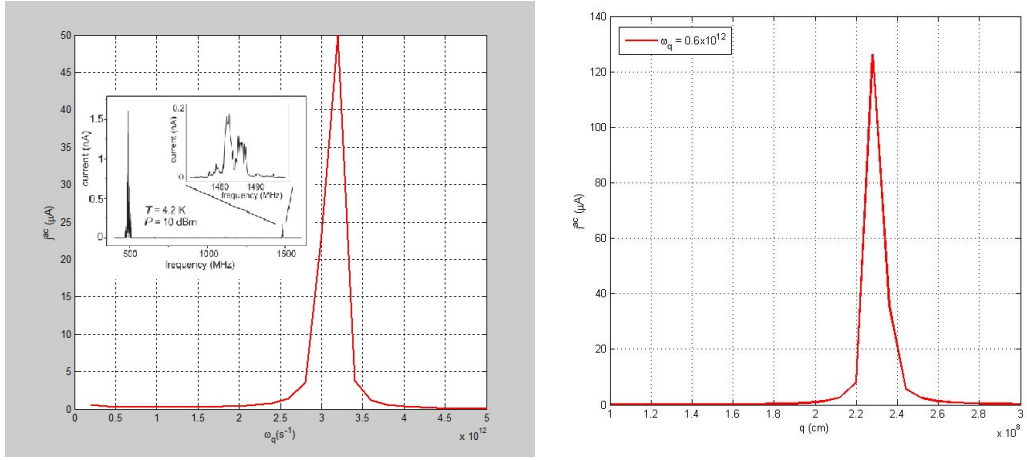 50
45
40
35
30
25
20
15
10
5
0
j^ac (μA)
0 0.5 1 1.5 2 2.5 3 3.5 4 4.5 5
ω_q(s^-1)
x 10^12
1.5
1
0.5
0
current (nA)
T = 4.2 K
P = 10 dBm
500 1000 1500
frequency (MHz)
0.2
0
current (nA)
1480 1490
frequency (MHz)
140
120
100
80
60
40
20
0
j^ac (μA)
ω_q = 0.6x10^12
1 1.2 1.4 1.6 1.8 2 2.2 2.4 2.6 2.8 3
q (cm)
x 10^8